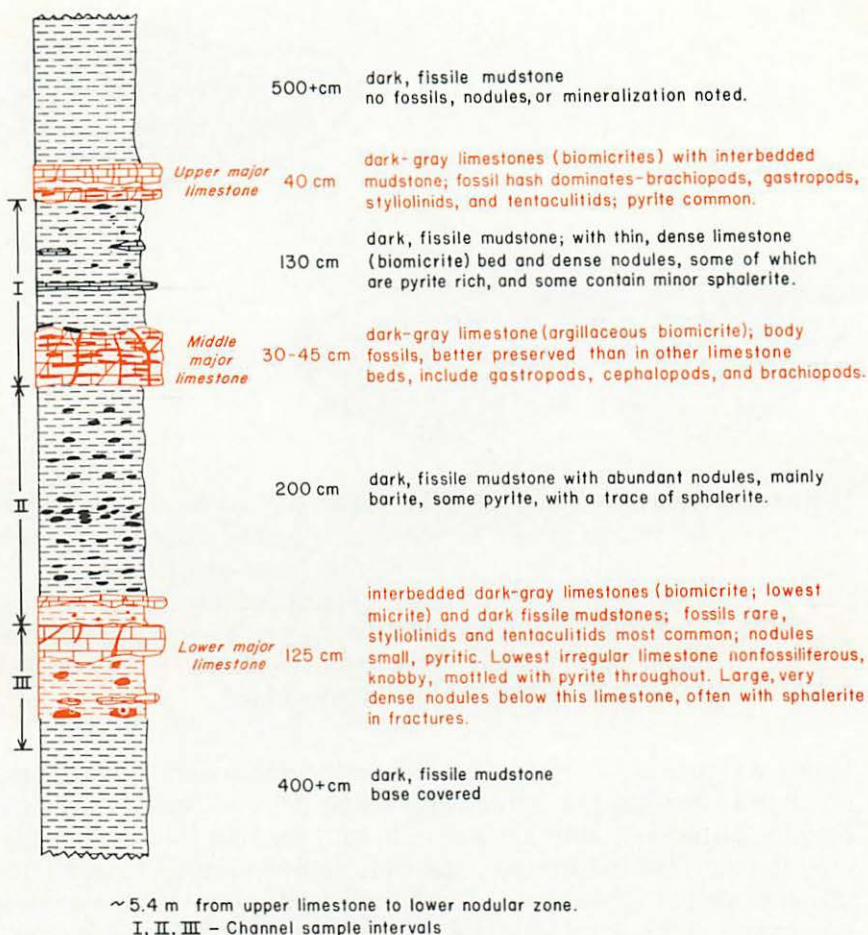 500+cm dark, fissile mudstone
no fossils, nodules, or mineralization noted.
Upper major
limestone
40 cm
dark-gray limestones (biomicrites) with interbedded
mudstone; fossil hash dominates-brachiopods, gastropods,
styliolinids, and tentaculitids; pyrite common.
I
130 cm
dark, fissile mudstone; with thin, dense limestone
(biomicrite) bed and dense nodules, some of which
are pyrite rich, and some contain minor sphalerite.
Middle
major
limestone
30-45 cm
dark-gray limestone (argillaceous biomicrite); body
fossils, better preserved than in other limestone
beds, include gastropods, cephalopods, and brachiopods.
II
200 cm
dark, fissile mudstone with abundant nodules, mainly
barite, some pyrite, with a trace of sphalerite.
Lower major
limestone
125 cm
interbedded dark-gray limestones (biomicrite; lowest
micrite) and dark fissile mudstones; fossils rare,
styliolinids and tentaculitids most common; nodules
small, pyritic. Lowest irregular limestone nonfossiliferous,
knobby, mottled with pyrite throughout. Large, very
dense nodules below this limestone, often with sphalerite
in fractures.
III
400+cm dark, fissile mudstone
base covered
~5.4 m from upper limestone to lower nodular zone.
I, II, III – Channel sample intervals